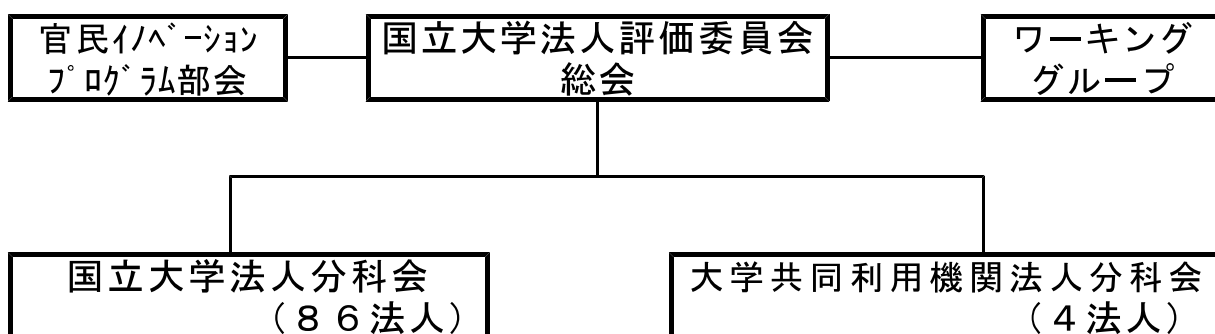 官民ｲﾉﾍﾞｰｼｮﾝ
ﾌﾟﾛｸﾞﾗﾑ部会
国立大学法人評価委員会
総会
ワーキング
グループ
国立大学法人分科会
（８６法人）
大学共同利用機関法人分科会
（４法人）